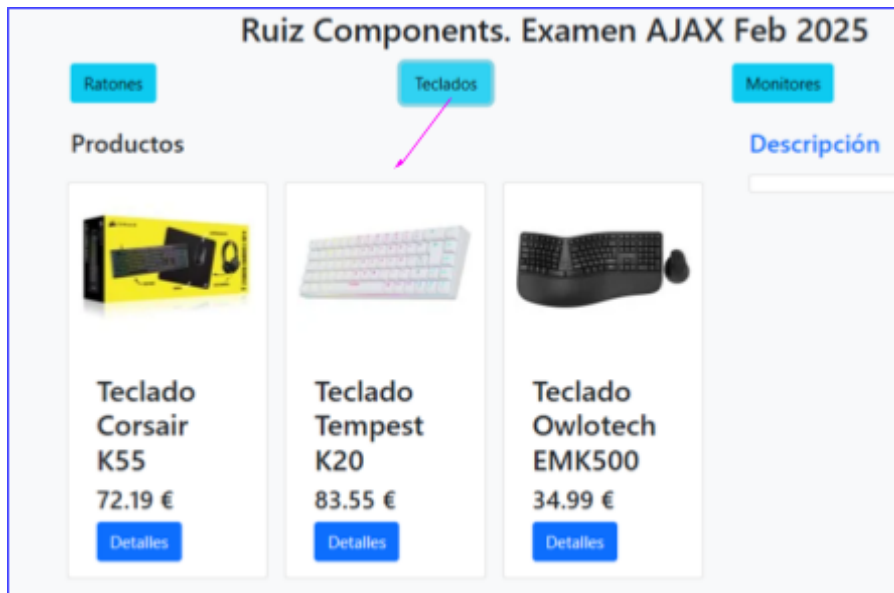 Ruiz Components. Examen AJAX Feb 2025
Ratones
Teclados
Monitores
Productos
Descripción
Teclado
Corsair
K55
72.19 €
Detalles
Teclado
Tempest
K20
83.55 €
Detalles
Teclado
Owlotech
EMK500
34.99 €
Detalles